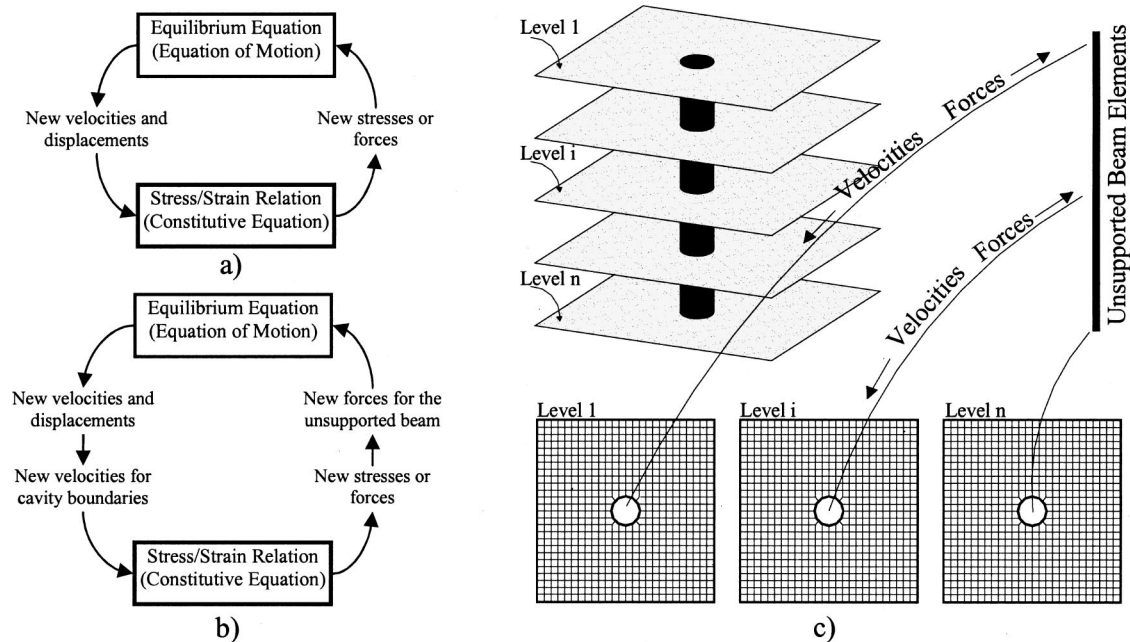 a)
Equilibrium Equation
(Equation of Motion)
New velocities and
displacements
New stresses or
forces
Stress/Strain Relation
(Constitutive Equation)
b)
Equilibrium Equation
(Equation of Motion)
New velocities and
displacements
New forces for the
unsupported beam
New velocities for
cavity boundaries
New stresses or
forces
Stress/Strain Relation
(Constitutive Equation)
c)
Level 1
Level i
Level n
Velocities
Forces
Velocities
Forces
Unsupported Beam Elements
Level 1
Level i
Level n